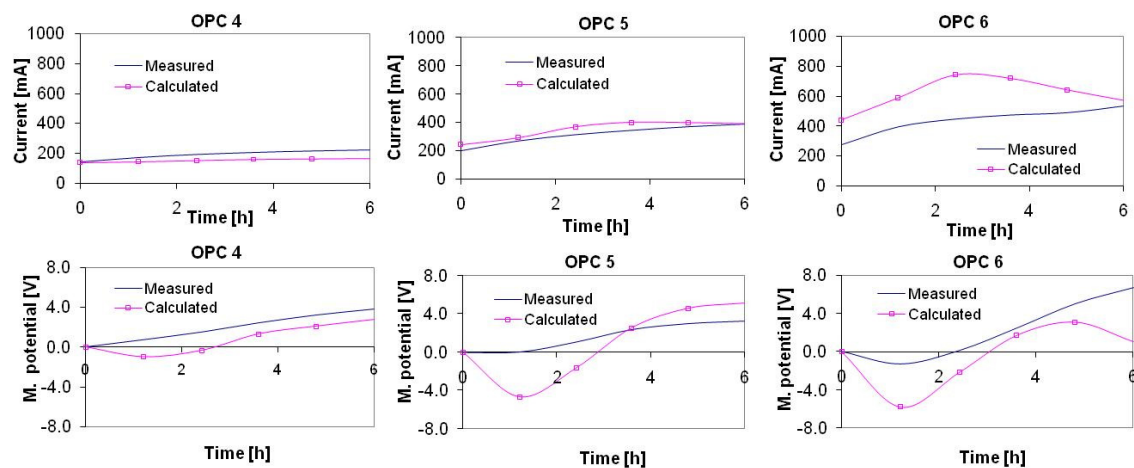 OPC 4
Current [mA]
1000
800
600
400
200
0
Measured
Calculated
0
2
4
6
Time [h]
OPC 5
Current [mA]
1000
800
600
400
200
0
Measured
Calculated
0
2
4
6
Time [h]
OPC 6
Current [mA]
1000
800
600
400
200
0
Measured
Calculated
0
2
4
6
Time [h]
OPC 4
M. potential [V]
8.0
4.0
0.0
-4.0
-8.0
Measured
Calculated
0
2
4
6
Time [h]
OPC 5
M. potential [V]
8.0
4.0
0.0
-4.0
-8.0
Measured
Calculated
0
2
4
6
Time [h]
OPC 6
M. potential [V]
8.0
4.0
0.0
-4.0
-8.0
Measured
Calculated
0
2
4
6
Time [h]